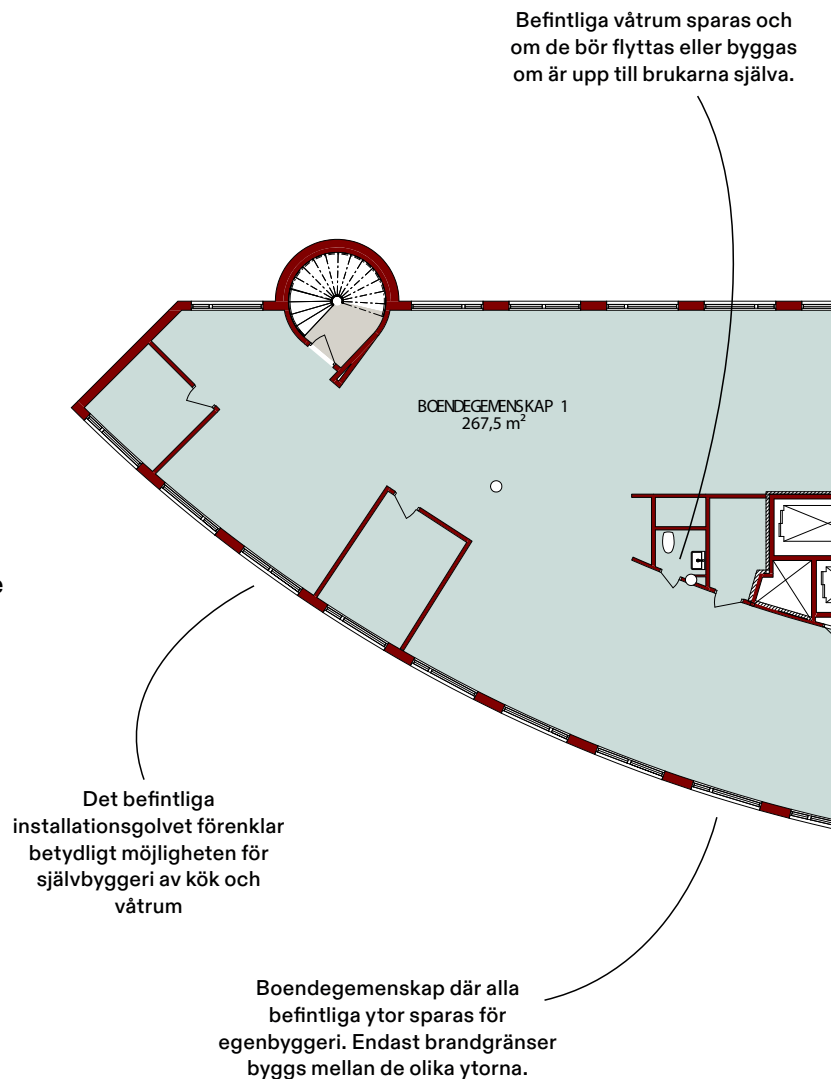 Befintliga våtrum sparas och
om de bör flyttas eller byggas
om är upp till brukarna själva.
BOENDEGEMENSKAP 1
267,5 m²
e
Det befintliga
installationsgolvet förenklar
betydligt möjligheten för
självbyggeri av kök och
våtrum
Boendegemenskap där alla
befintliga ytor sparas för
egenbyggeri. Endast brandgränser
byggs mellan de olika ytorna.